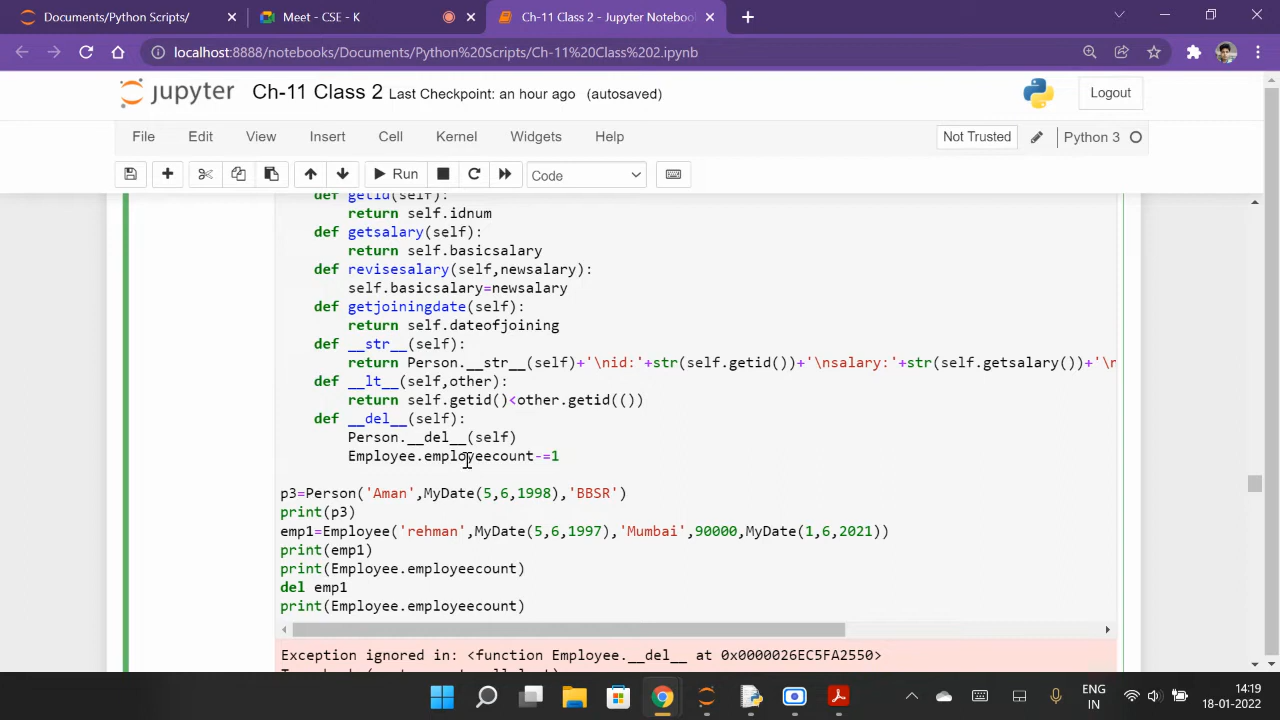 Documents/Python Scripts/
Meet - CSE - K
Ch-11 Class 2 - Jupyter Notebook
localhost:8888/notebooks/Documents/Python%20Scripts/Ch-11%20Class%202.ipynb
jupyter Ch-11 Class 2 Last Checkpoint: an hour ago (autosaved)
Logout
File Edit View Insert Cell Kernel Widgets Help
Not Trusted
Python 3
Run
Code
def getid(self):
return self.idnum
def getsalary(self):
return self.basicsalary
def revisesalary(self,newsalary):
self.basicsalary=newsalary
def getjoiningdate(self):
return self.dateofjoining
def __str__(self):
return Person.__str__(self)+'\nid:'+str(self.getid())+'\nsalary:'+str(self.getsalary())+'\n
def __lt__(self,other):
return self.getid()<other.getid(())
def __del__(self):
Person.__del__(self)
Employee.employeecount-=1
p3=Person('Aman',MyDate(5,6,1998),'BBSR')
print(p3)
emp1=Employee('rehman',MyDate(5,6,1997),'Mumbai',90000,MyDate(1,6,2021))
print(emp1)
print(Employee.employeecount)
del emp1
print(Employee.employeecount)
Exception ignored in: <function Employee.__del__ at 0x0000026EC5FA2550>
ENG
IN
14:19
18-01-2022